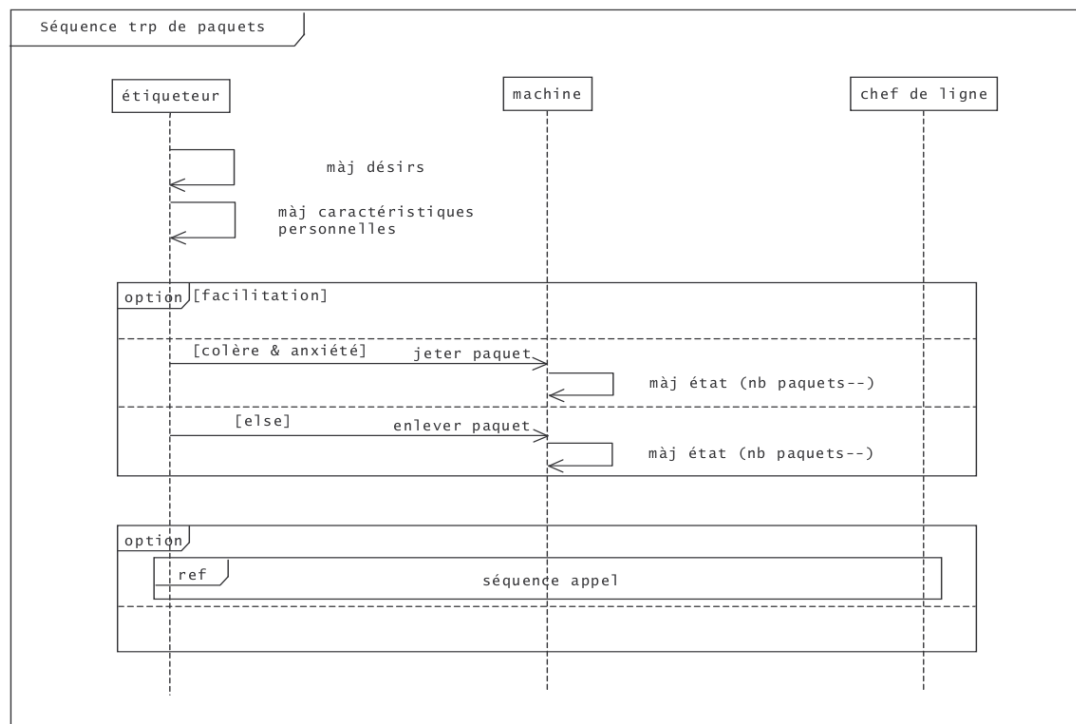 Séquence trp de paquets
étiqueteur
machine
chef de ligne
màj désirs
màj caractéristiques
personnelles
option [facilitation]
[colère & anxiété] jeter paquet
màj état (nb paquets--)
[else] enlever paquet
màj état (nb paquets--)
option
ref
séquence appel